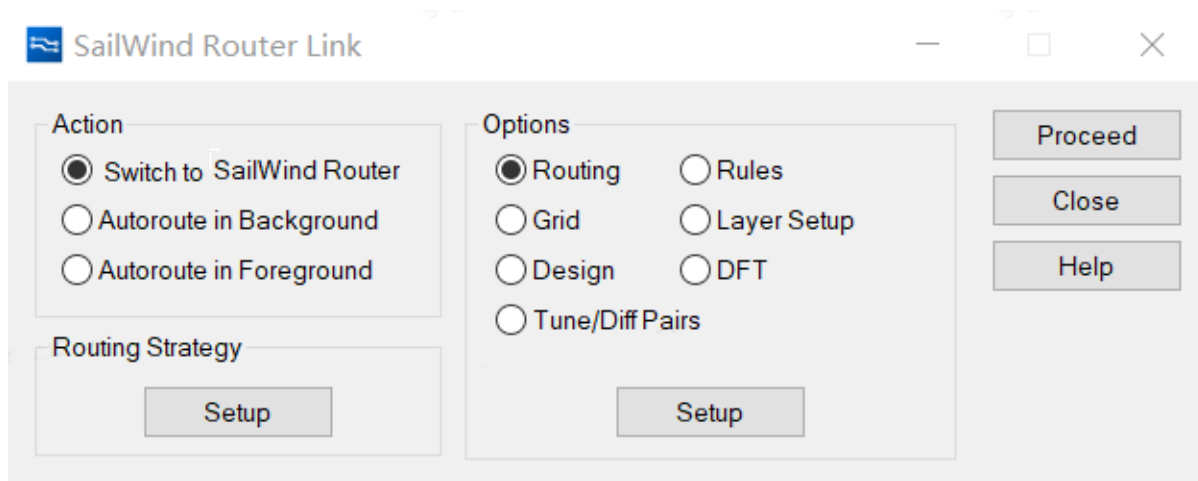 SailWind Router Link
Action
Switch to SailWind Router
Autoroute in Background
Autoroute in Foreground
Routing Strategy
Setup
Options
Routing
Rules
Grid
Layer Setup
Design
DFT
Tune/Diff Pairs
Setup
Proceed
Close
Help